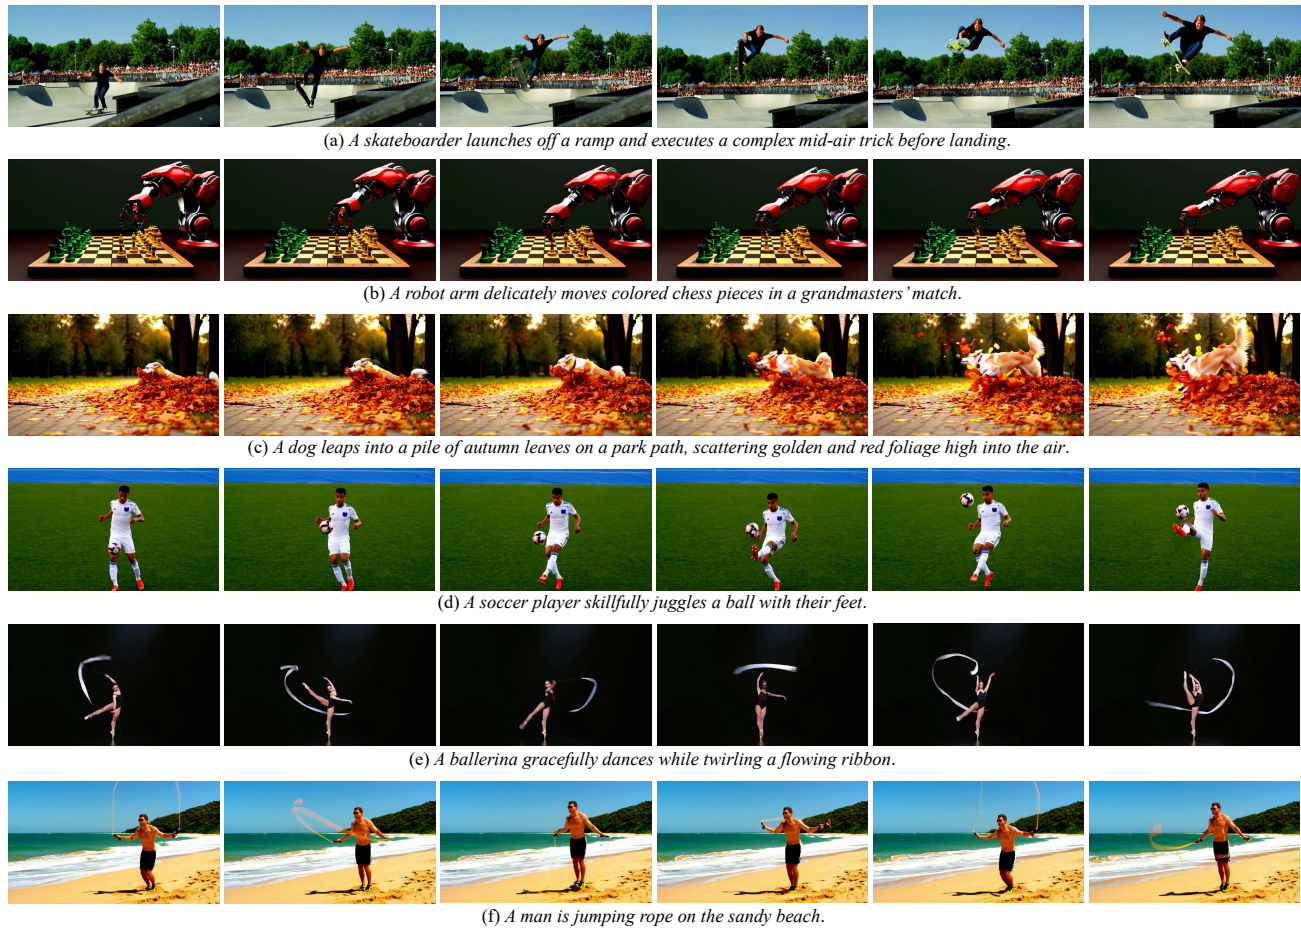 (a) A skateboarder launches off a ramp and executes a complex mid-air trick before landing.
(b) A robot arm delicately moves colored chess pieces in a grandmasters' match.
(c) A dog leaps into a pile of autumn leaves on a park path, scattering golden and red foliage high into the air.
(d) A soccer player skillfully juggles a ball with their feet.
(e) A ballerina gracefully dances while twirling a flowing ribbon.
(f) A man is jumping rope on the sandy beach.